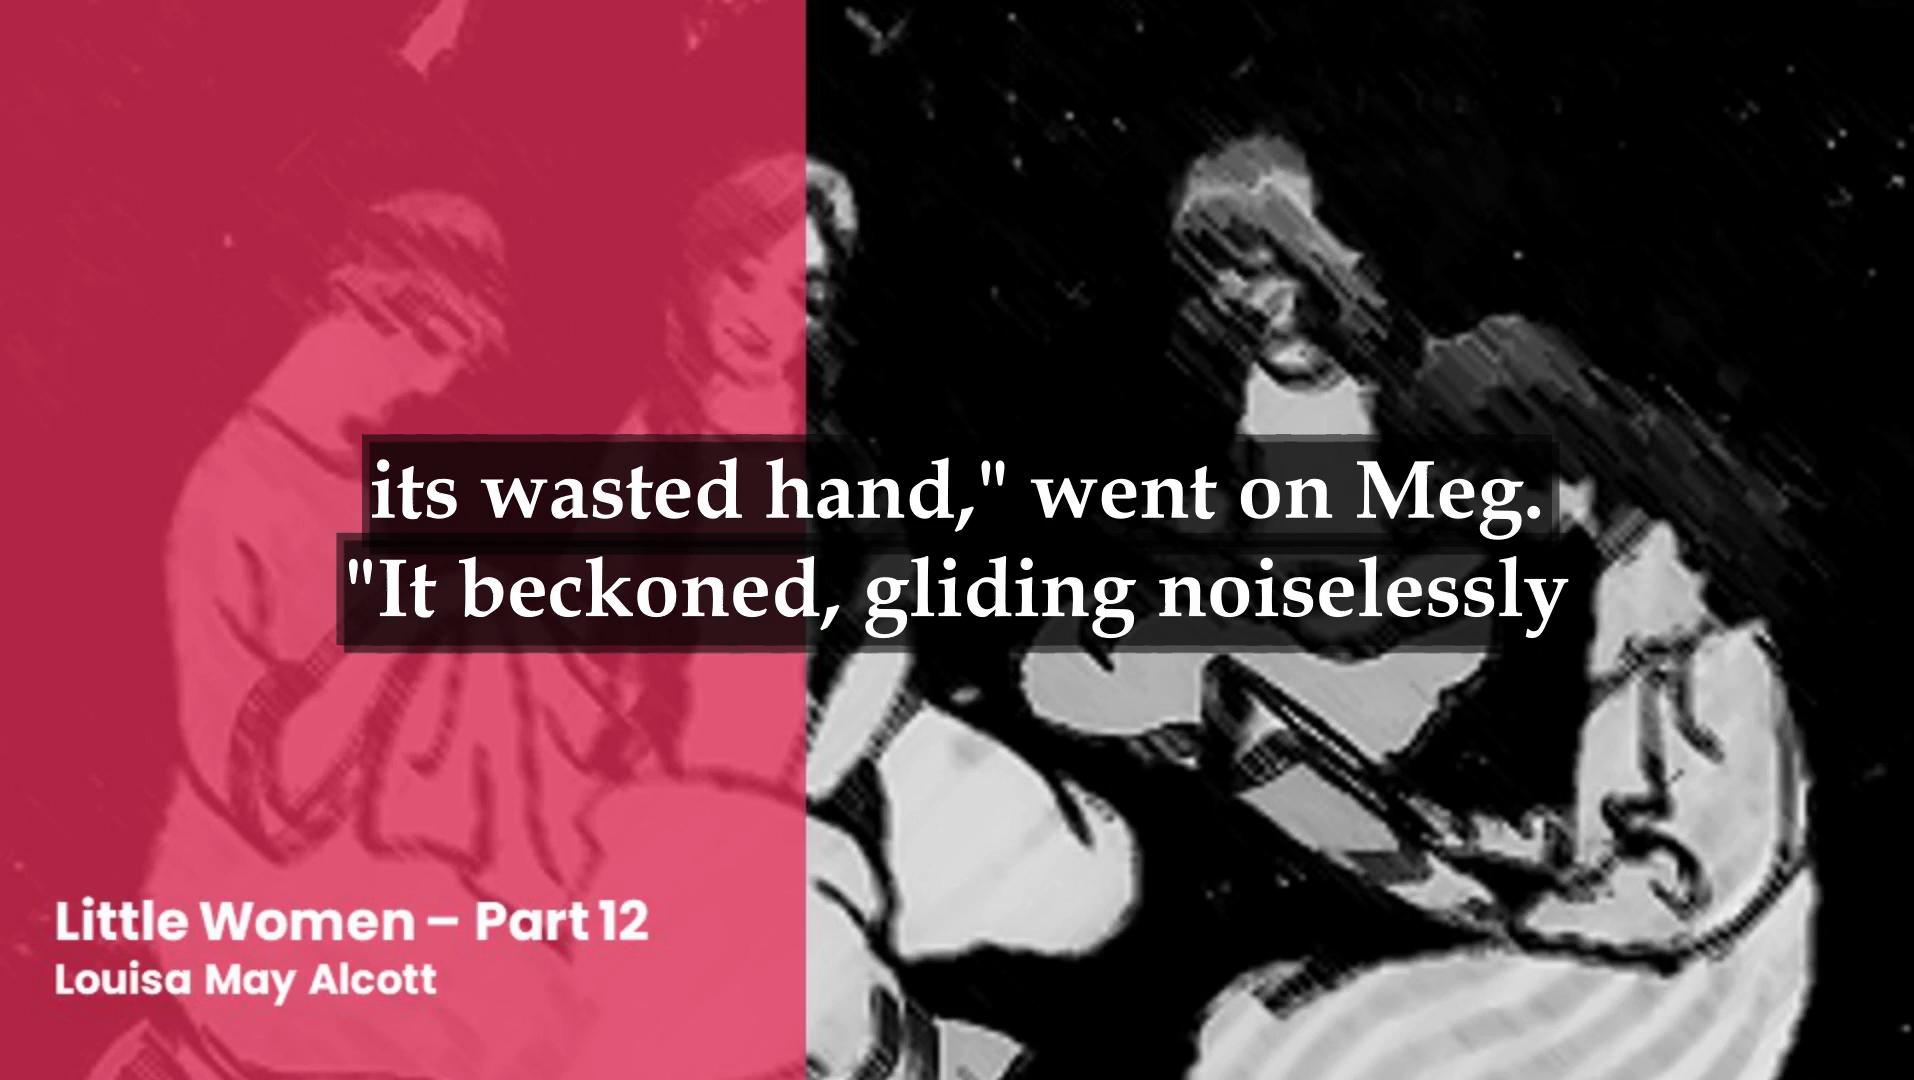 its wasted hand," went on Meg.
"It beckoned, gliding noiselessly
Little Women – Part 12
Louisa May Alcott